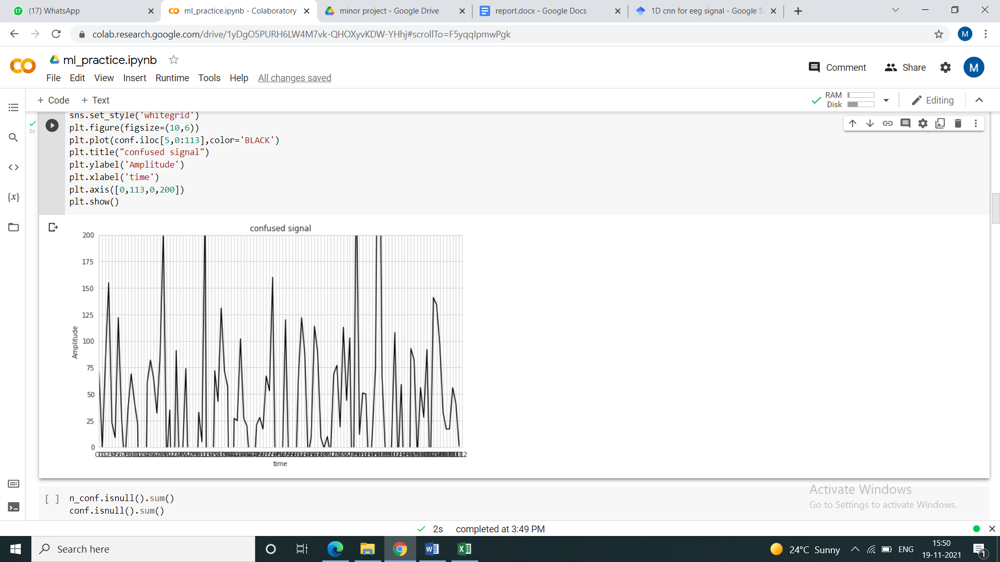 (17) WhatsApp
ml_practice.ipynb - Colaboratory
minor project - Google Drive
report.docx - Google Docs
1D cnn for eeg signal - Google S
colab.research.google.com/drive/1yDgO5PURH6LW4M7vk-QHOXyvKDW-YHhj#scrollTo=F5yqqIpmwPgk
M
ml_practice.ipynb
Comment
Share
M
File Edit View Insert Runtime Tools Help All changes saved
+ Code + Text
RAM
Disk
Editing
sns.set_style('whitegrid')
plt.figure(figsize=(10,6))
plt.plot(conf.iloc[5,0:113],color='BLACK')
plt.title("confused signal")
plt.ylabel('Amplitude')
plt.xlabel('time')
plt.axis([0,113,0,200])
plt.show()
3s
{x}
confused signal
200
175
150
125
100
75
50
25
0
Amplitude
time
[ ] n_conf.isnull().sum()
conf.isnull().sum()
Activate Windows
Go to Settings to activate Windows.
2s completed at 3:49 PM
Search here
24°C Sunny
ENG
15:50
19-11-2021
1